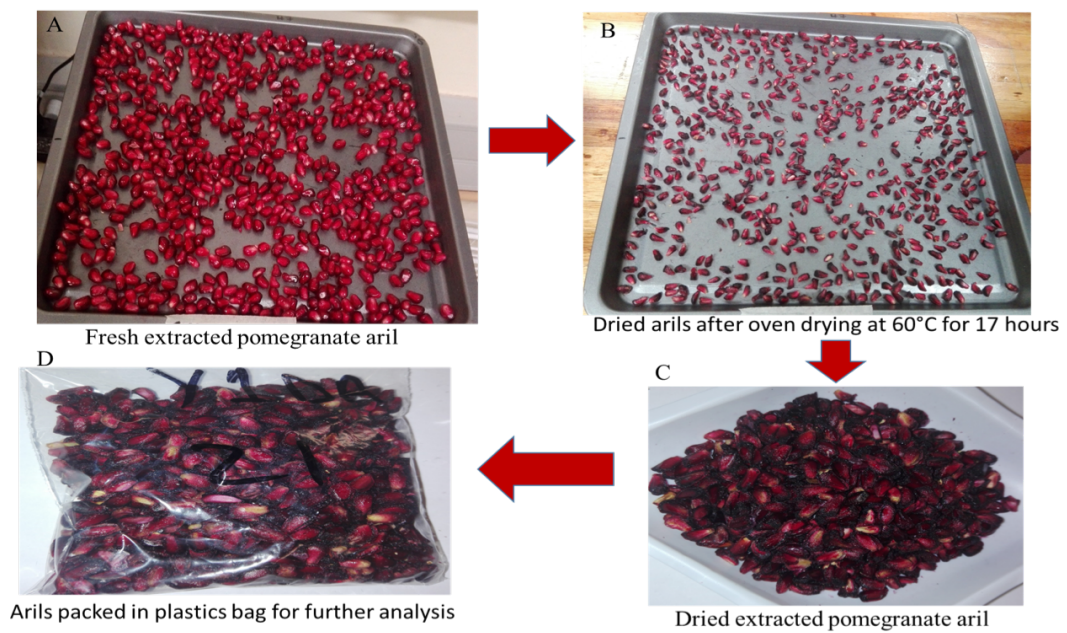 A
B
Fresh extracted pomegranate aril
Dried arils after oven drying at 60°C for 17 hours
D
C
Arils packed in plastics bag for further analysis
Dried extracted pomegranate aril